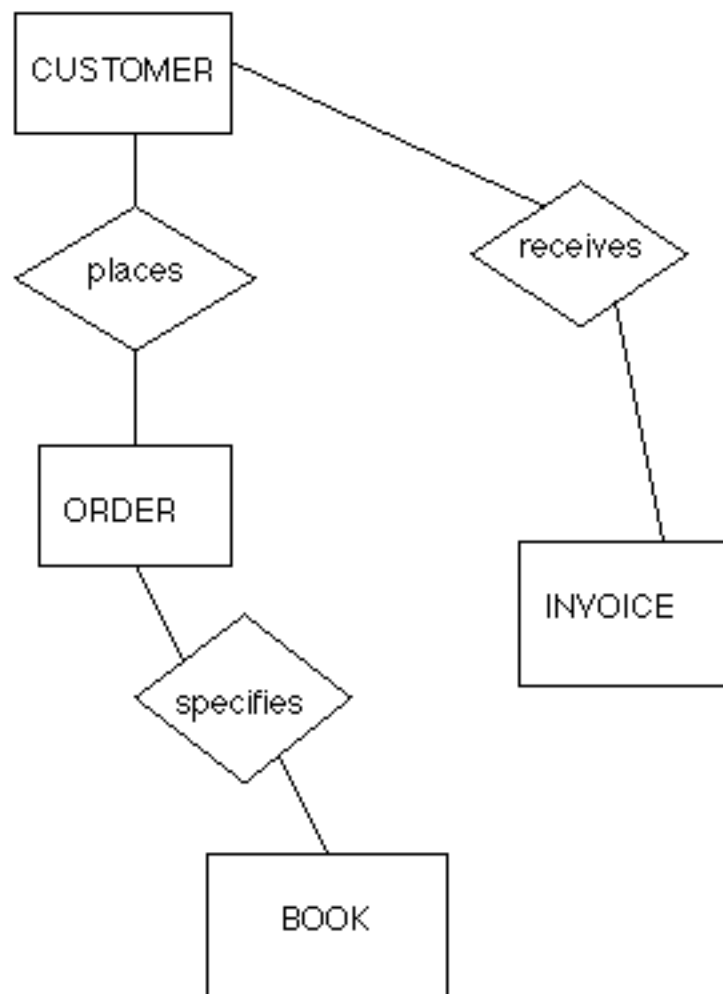 CUSTOMER
receives
places
ORDER
INVOICE
specifies
BOOK